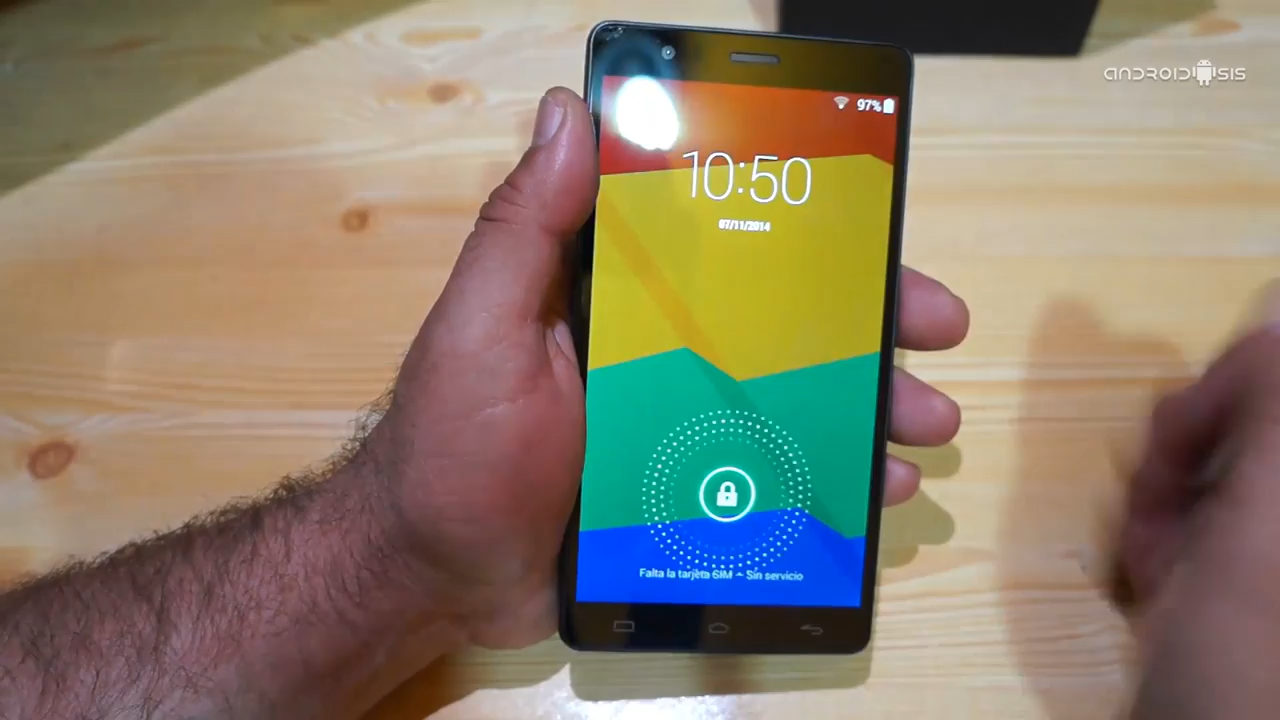 ANDROIDSIS
97%
10:50
07/11/2014
Falta la tarjeta SIM – Sin servicio